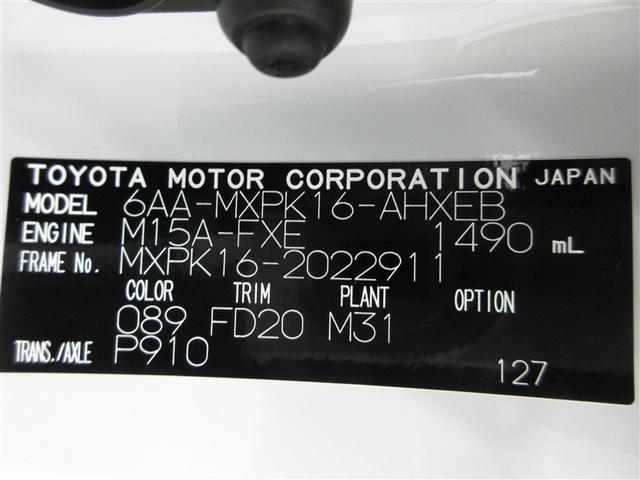 TOYOTA MOTOR CORPORATION JAPAN
MODEL 6AA-MXPK16-AHXEB
ENGINE M15A-FXE 1490 mL
FRAME No. MXPK16-2022911
COLOR TRIM PLANT OPTION
089 FD20 M31
TRANS./AXLE P910
127